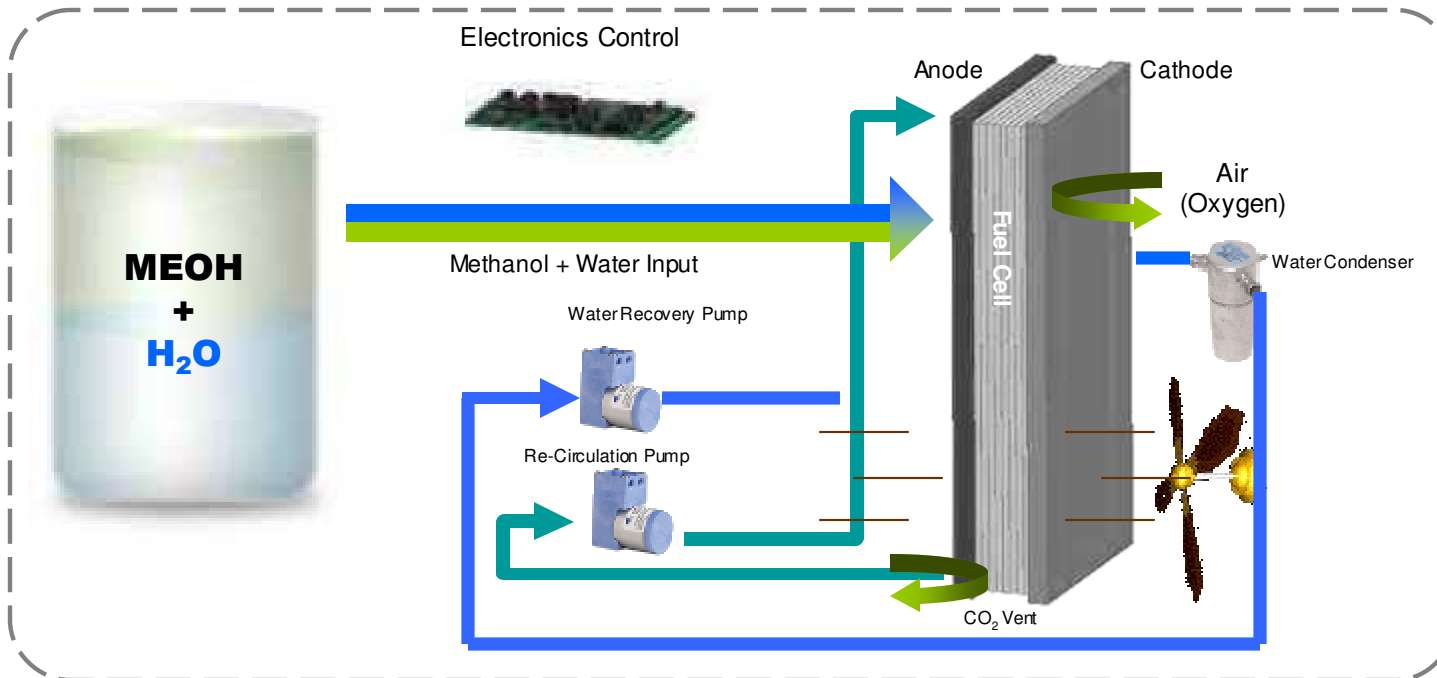 Electronics Control
Anode
Cathode
Air
(Oxygen)
MEOH
+
H₂O
Methanol + Water Input
Fuel Cell
Water Condenser
Water Recovery Pump
Re-Circulation Pump
CO₂ Vent